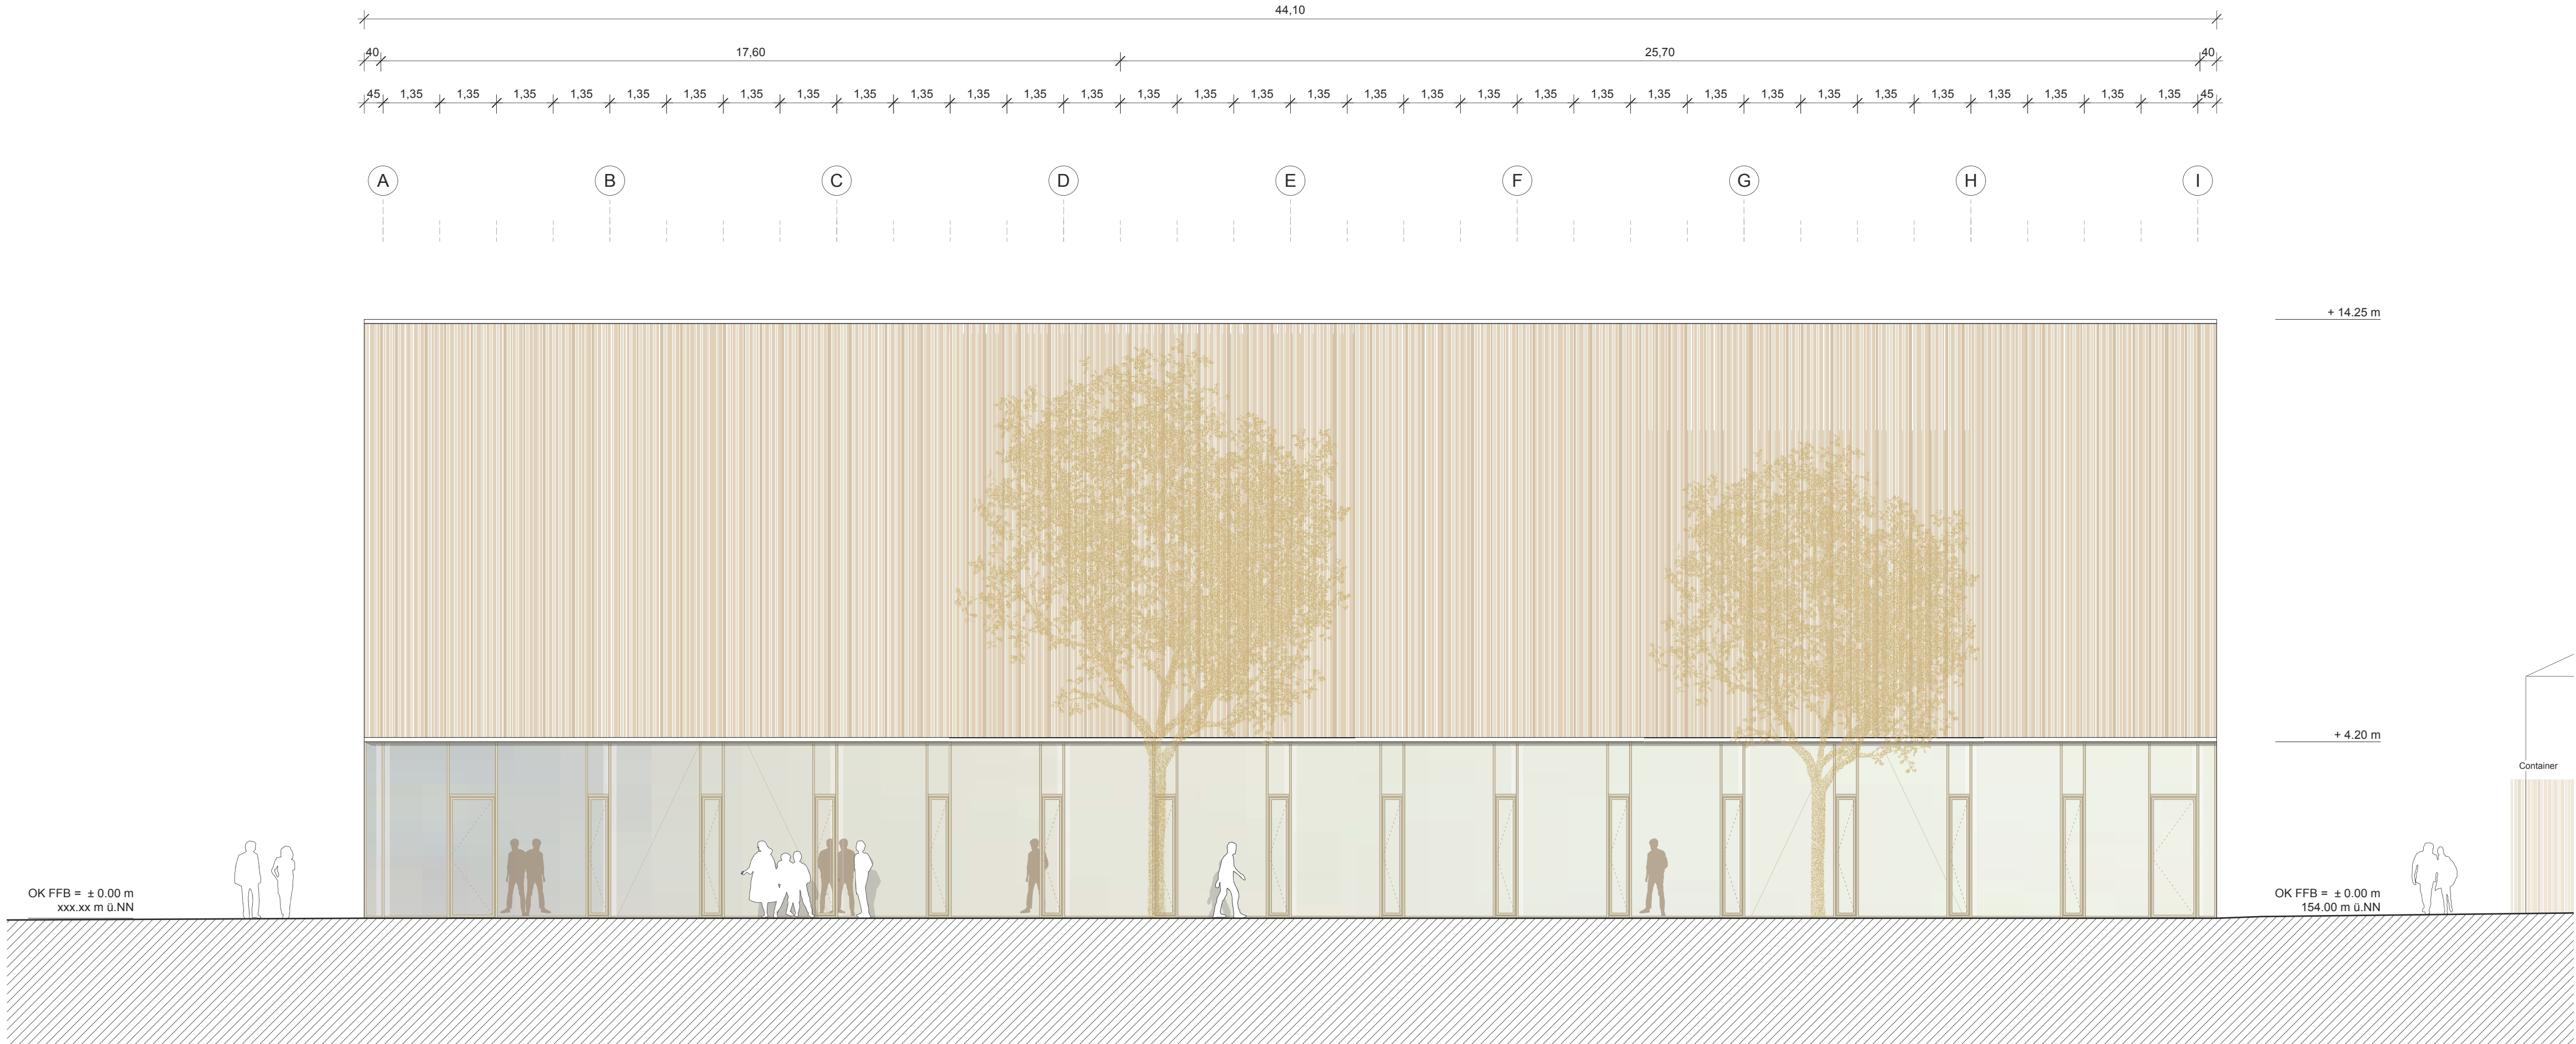 44,10
40 17,60 25,70 40
45 1,35 1,35 1,35 1,35 1,35 1,35 1,35 1,35 1,35 1,35 1,35 1,35 1,35 1,35 1,35 1,35 1,35 1,35 1,35 1,35 1,35 1,35 1,35 1,35 1,35 1,35 1,35 1,35 1,35 1,35 1,35 1,35 45
A B C D E F G H I
+ 14.25 m
+ 4.20 m
Container
OK FFB = ± 0.00 m
xxx.xx m ü.NN
OK FFB = ± 0.00 m
154.00 m ü.NN